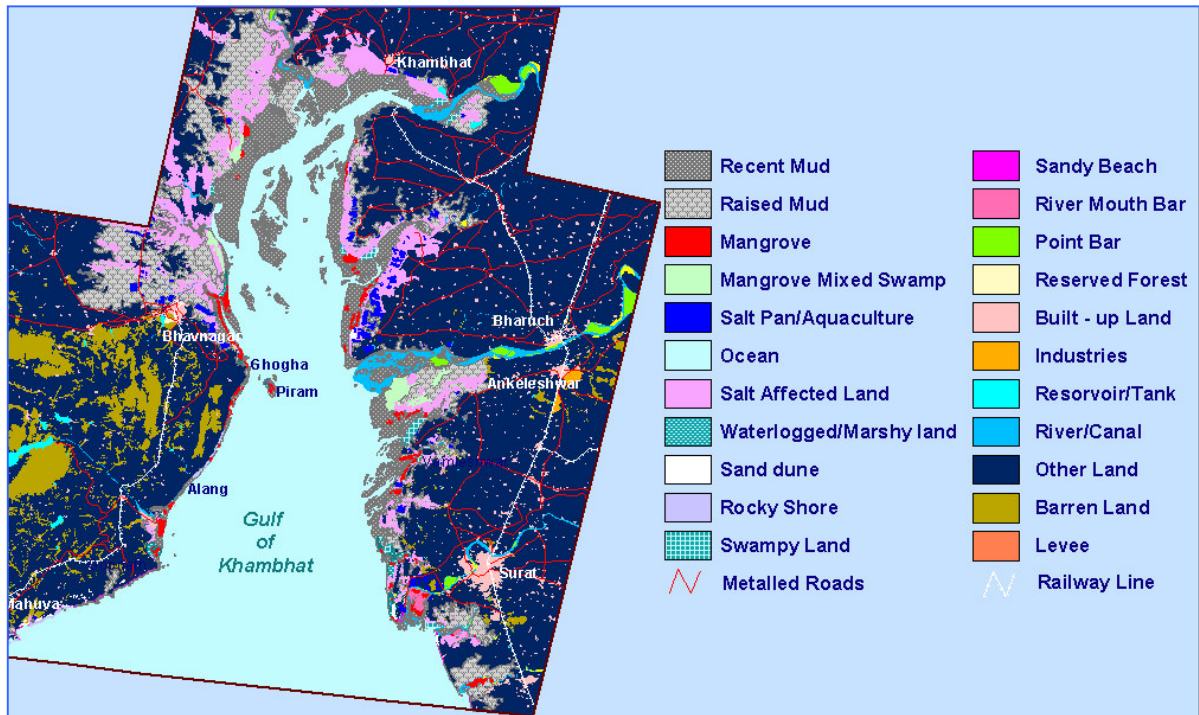 Khambhat
Bharuch
Bhavnagar
Ghogha
Piram
Ankeleshwar
Alang
Gulf
of
Khambhat
Surat
Mahuva
Recent Mud
Raised Mud
Mangrove
Mangrove Mixed Swamp
Salt Pan/Aquaculture
Ocean
Salt Affected Land
Waterlogged/Marshy land
Sand dune
Rocky Shore
Swampy Land
Metalled Roads
Sandy Beach
River Mouth Bar
Point Bar
Reserved Forest
Built - up Land
Industries
Resorvoir/Tank
River/Canal
Other Land
Barren Land
Levee
Railway Line